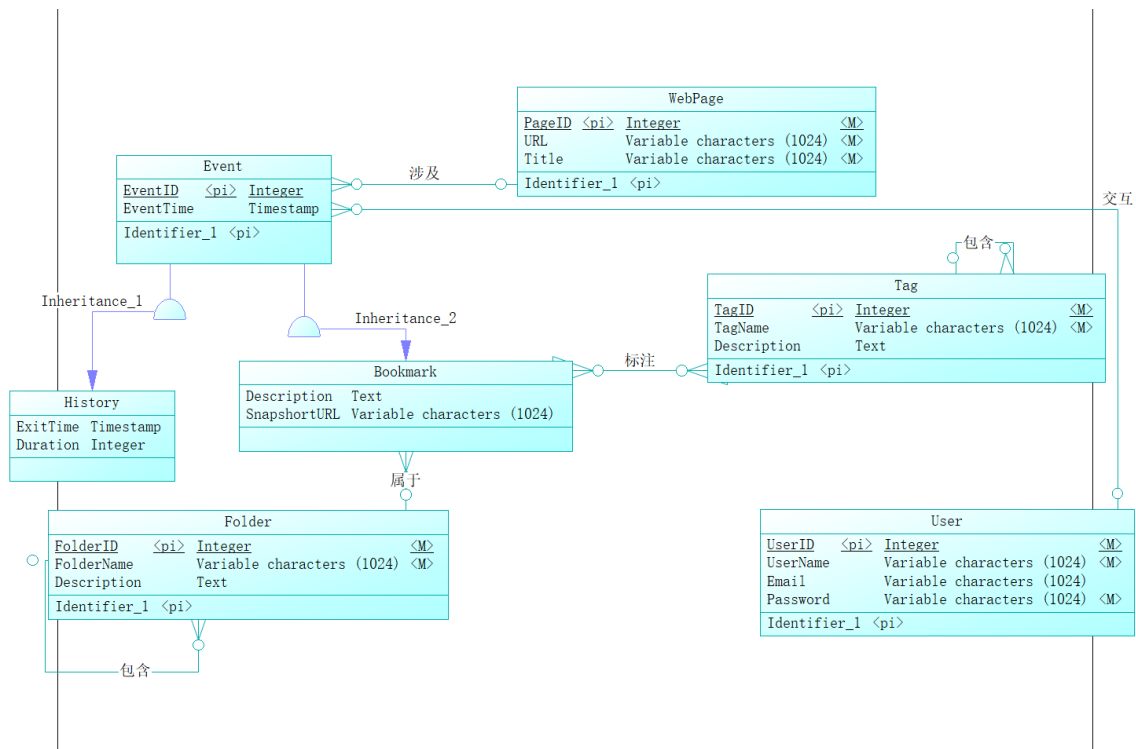 WebPage
PageID <pi> Integer <M>
URL Variable characters (1024) <M>
Title Variable characters (1024) <M>
Identifier_1 <pi>
Event
EventID <pi> Integer
EventTime Timestamp
Identifier_1 <pi>
涉及
交互
包含
Tag
TagID <pi> Integer <M>
TagName Variable characters (1024) <M>
Description Text
Identifier_1 <pi>
Inheritance_1
Inheritance_2
标注
Bookmark
Description Text
SnapshortURL Variable characters (1024)
History
ExitTime Timestamp
Duration Integer
属于
Folder
FolderID <pi> Integer <M>
FolderName Variable characters (1024) <M>
Description Text
Identifier_1 <pi>
包含
User
UserID <pi> Integer <M>
UserName Variable characters (1024) <M>
Email Variable characters (1024)
Password Variable characters (1024) <M>
Identifier_1 <pi>